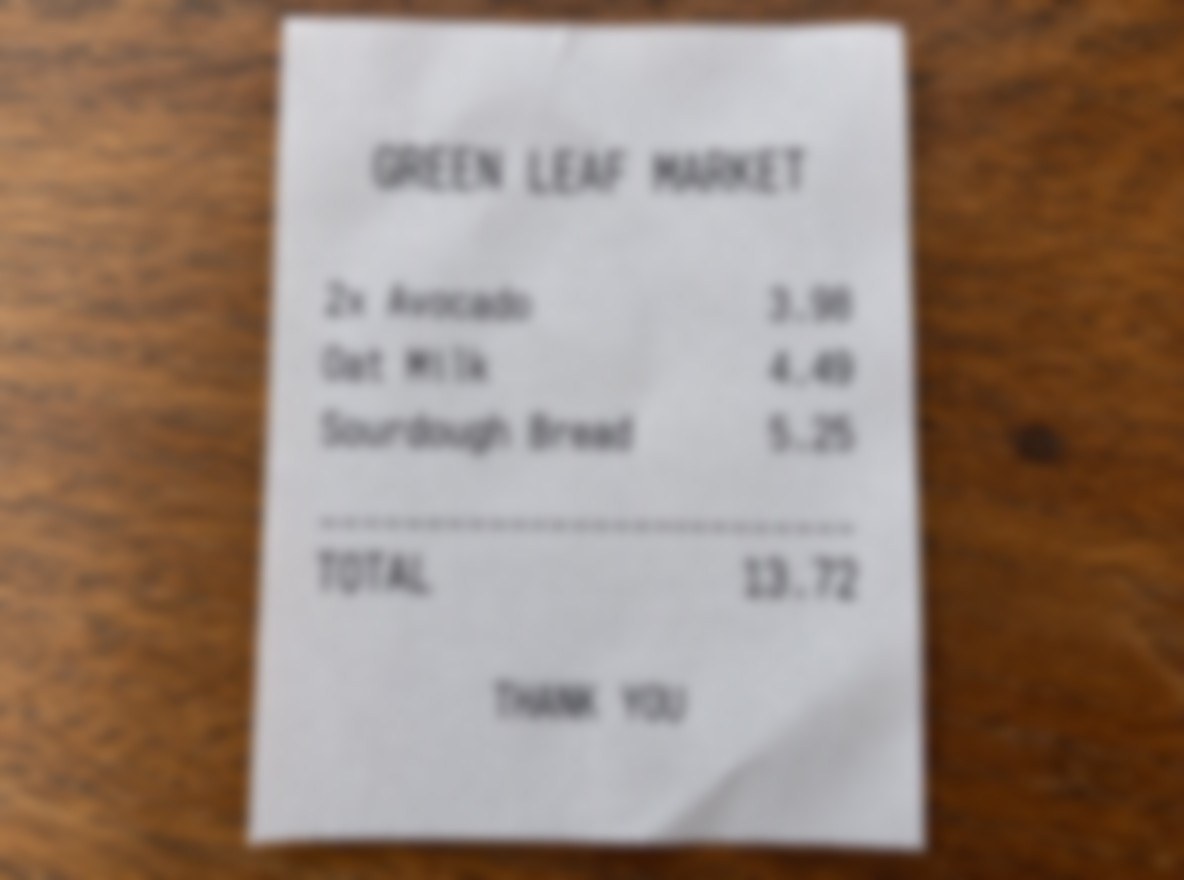 GREEN LEAF MARKET
2x Avocado 3.98
Oat Milk 4.49
Sourdough Bread 5.25
--------------------------------
TOTAL 13.72
THANK YOU